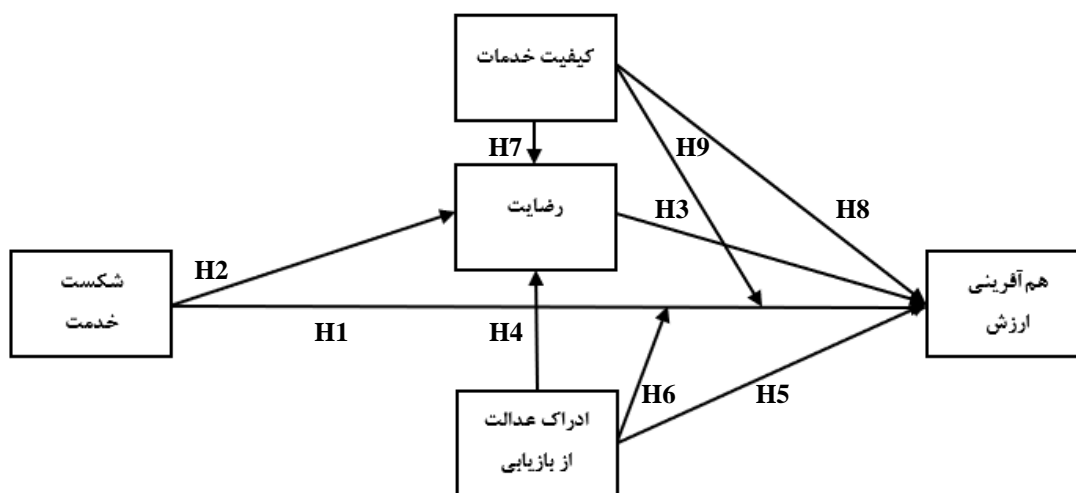 کیفیت خدمات
H7
H9
رضایت
H3
H8
شکست
خدمت
H2
هم‌آفرینی
ارزش
H1
H4
H6
H5
ادراک عدالت
از بازیابی